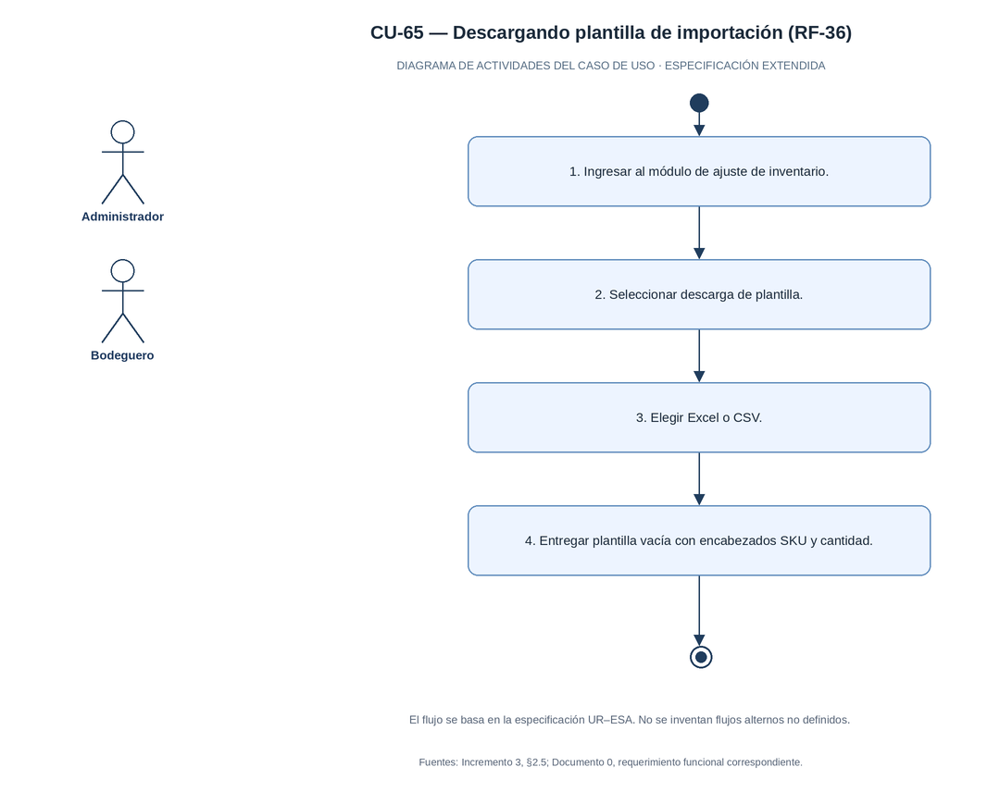 CU-65 — Descargando plantilla de importación (RF-36)
DIAGRAMA DE ACTIVIDADES DEL CASO DE USO · ESPECIFICACIÓN EXTENDIDA
Administrador
Bodeguero
1. Ingresar al módulo de ajuste de inventario.
2. Seleccionar descarga de plantilla.
3. Elegir Excel o CSV.
4. Entregar plantilla vacía con encabezados SKU y cantidad.
El flujo se basa en la especificación UR–ESA. No se inventan flujos alternos no definidos.
Fuentes: Incremento 3, §2.5; Documento 0, requerimiento funcional correspondiente.